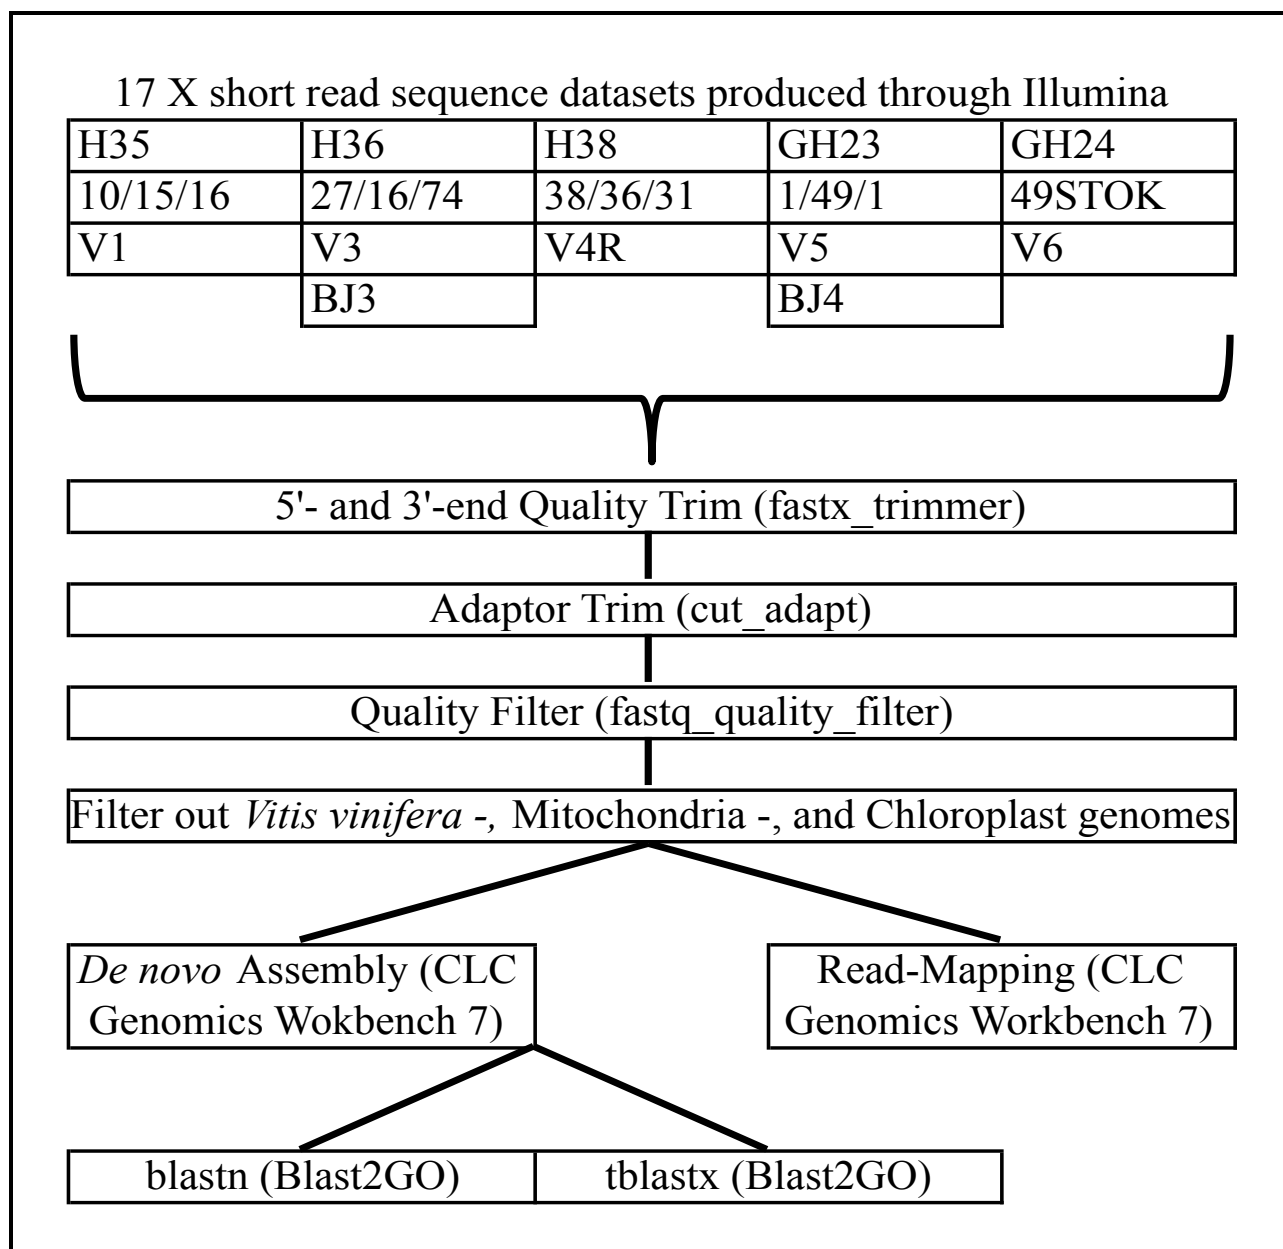 17 X short read sequence datasets produced through Illumina
H35 H36 H38 GH23 GH24
10/15/16 27/16/74 38/36/31 1/49/1 49STOK
V1 V3 V4R V5 V6
BJ3 BJ4
5'- and 3'-end Quality Trim (fastx_trimmer)
Adaptor Trim (cut_adapt)
Quality Filter (fastq_quality_filter)
Filter out Vitis vinifera -, Mitochondria -, and Chloroplast genomes
De novo Assembly (CLC
Genomics Wokbench 7)
Read-Mapping (CLC
Genomics Workbench 7)
blastn (Blast2GO) tblastx (Blast2GO)